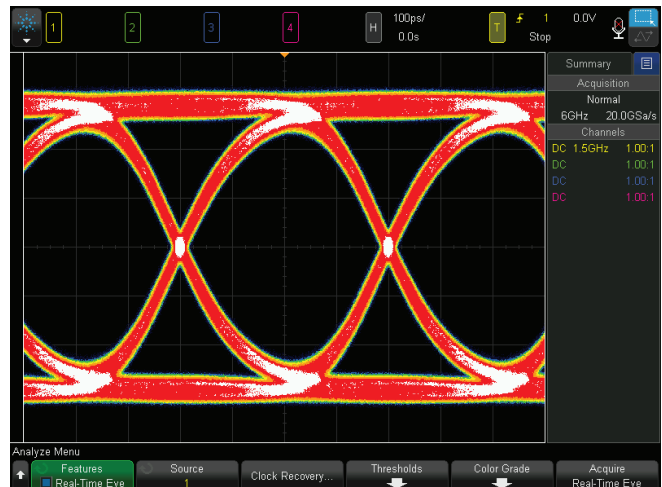 1 2 3 4 H 100ps/ 0.0s T 1 0.0V Stop
Summary
Acquisition
Normal
6GHz 20.0GSa/s
Channels
DC 1.5GHz 1.00:1
DC 1.00:1
DC 1.00:1
DC 1.00:1
Analyze Menu
Features Source Clock Recovery... Thresholds Color Grade Acquire
Real-Time Eye 1 Real-Time Eye